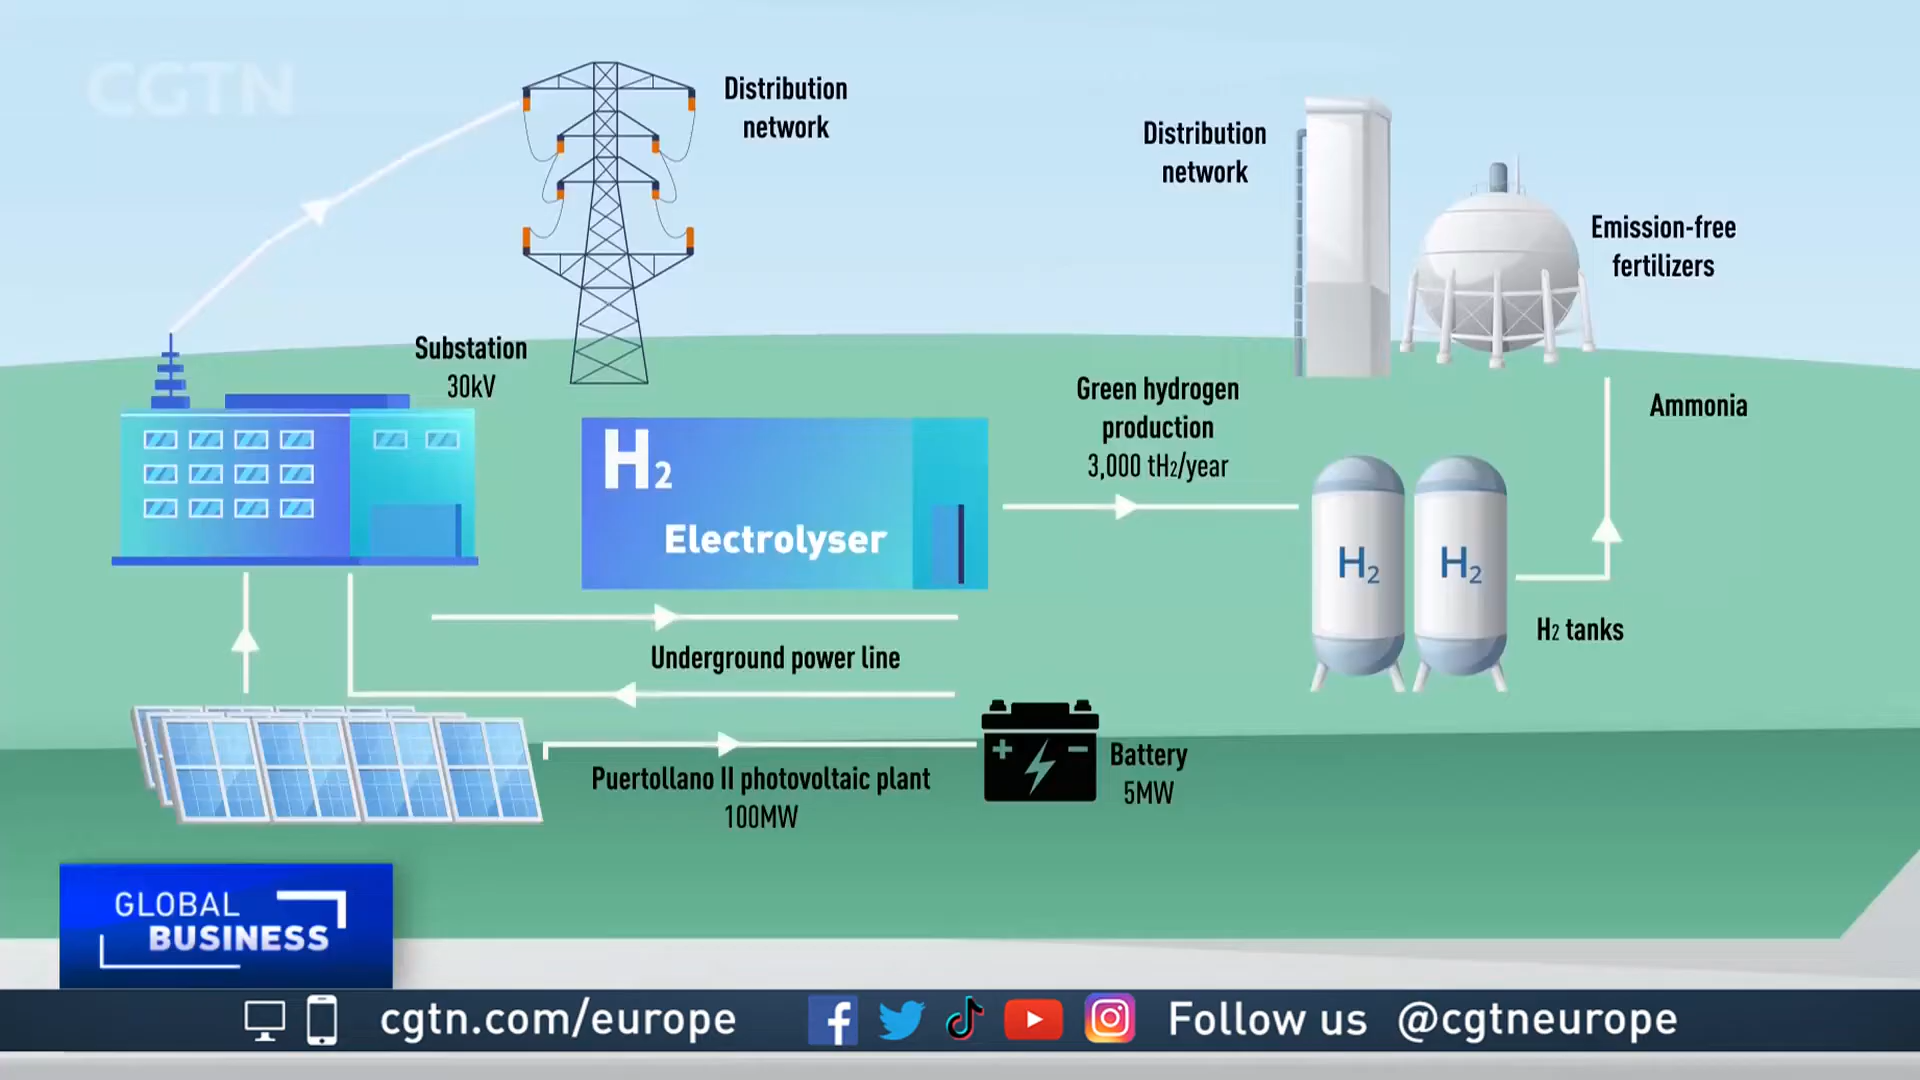 CGTN
Distribution
network
Distribution
network
Emission-free
fertilizers
Substation
30kV
Green hydrogen
production
3,000 tH₂/year
Ammonia
H₂
Electrolyser
H₂
H₂
H₂ tanks
Underground power line
Battery
5MW
Puertollano II photovoltaic plant
100MW
GLOBAL
BUSINESS
cgtn.com/europe
Follow us @cgtneurope